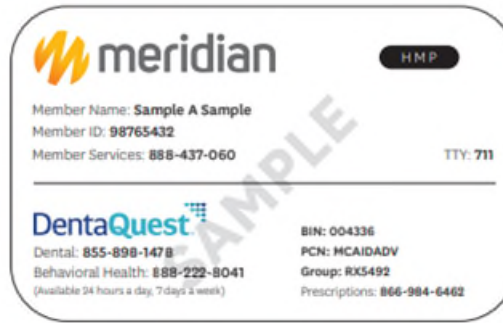 meridian
HMP
Member Name: Sample A Sample
Member ID: 98765432
Member Services: 888-437-060
TTY: 711
SAMPLE
DentaQuest
Dental: 855-898-1478
Behavioral Health: 888-222-8041
(Available 24 hours a day, 7 days a week)
BIN: 004336
PCN: MCAIDADV
Group: RX5492
Prescriptions: 866-984-6462